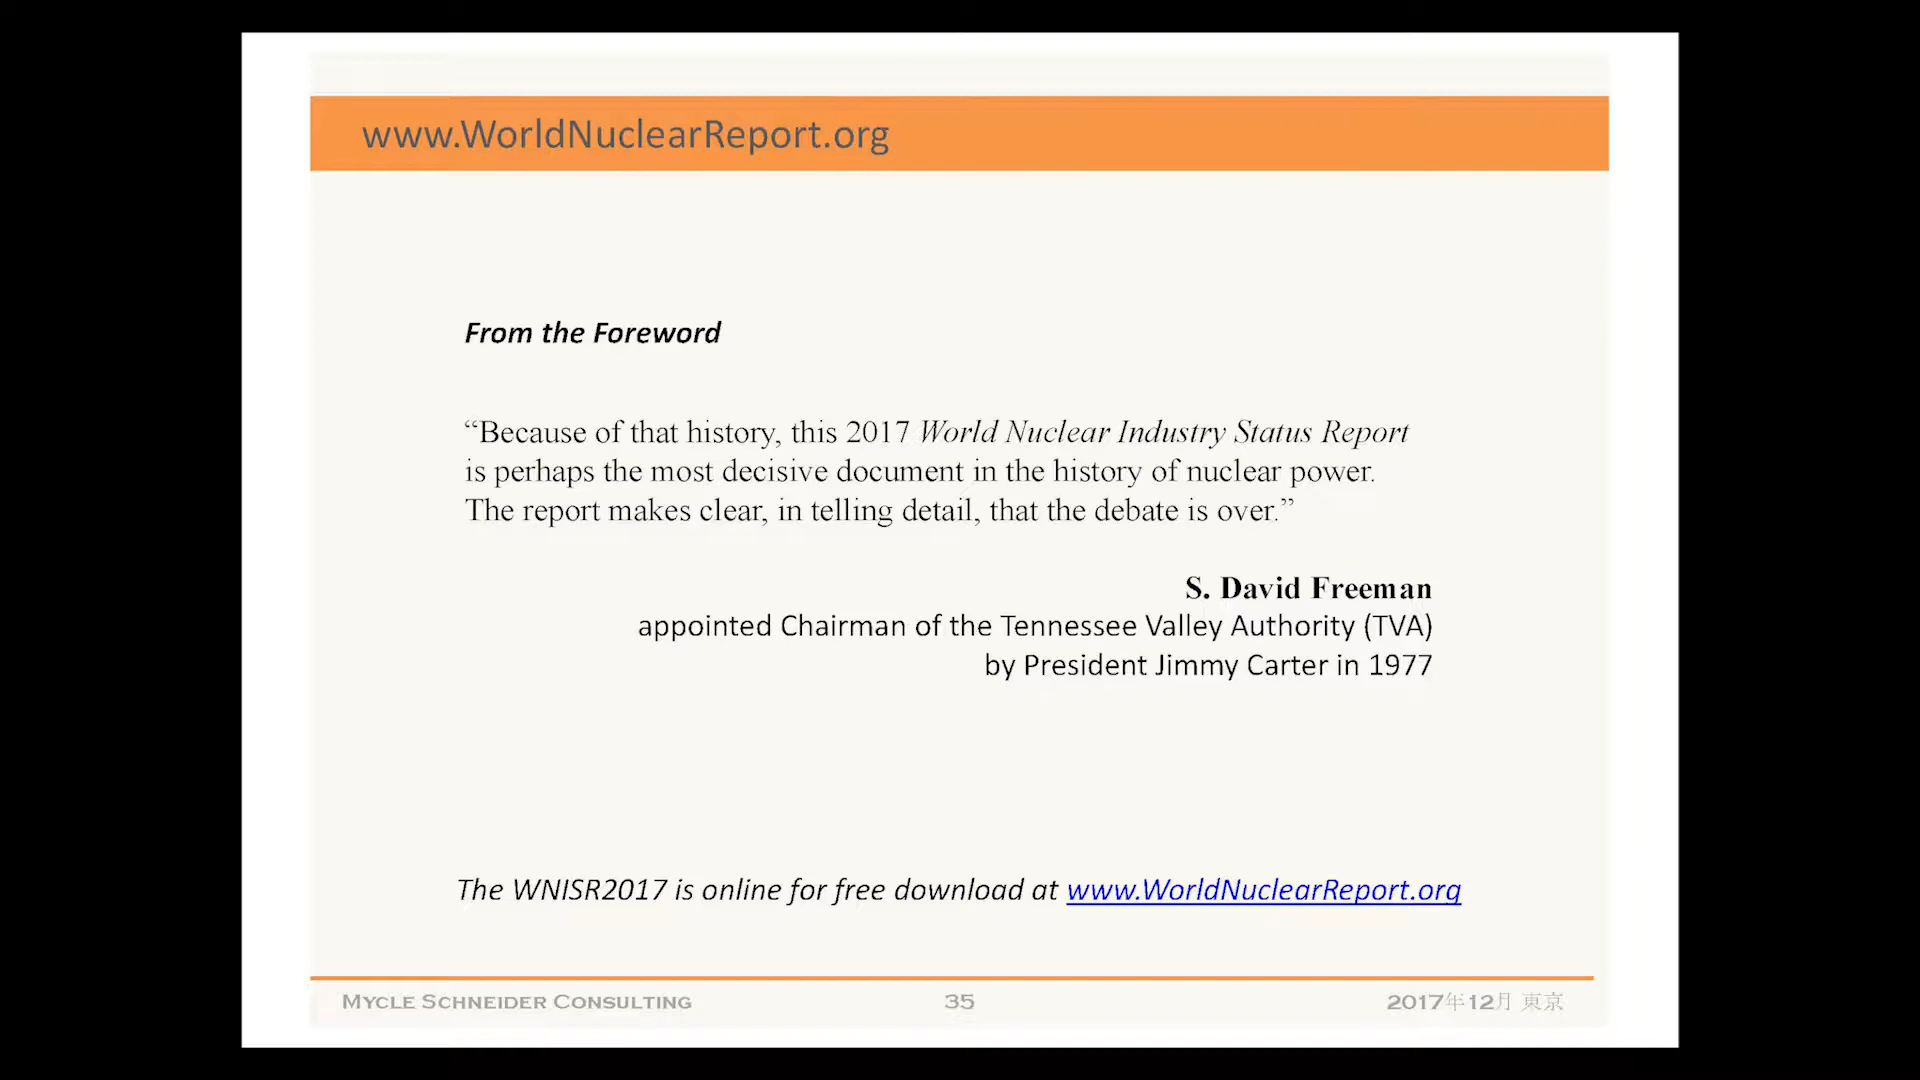 www.WorldNuclearReport.org
From the Foreword
“Because of that history, this 2017 World Nuclear Industry Status Report
is perhaps the most decisive document in the history of nuclear power.
The report makes clear, in telling detail, that the debate is over.”
S. David Freeman
appointed Chairman of the Tennessee Valley Authority (TVA)
by President Jimmy Carter in 1977
The WNISR2017 is online for free download at www.WorldNuclearReport.org
MYCLE SCHNEIDER CONSULTING 35 2017年12月 東京